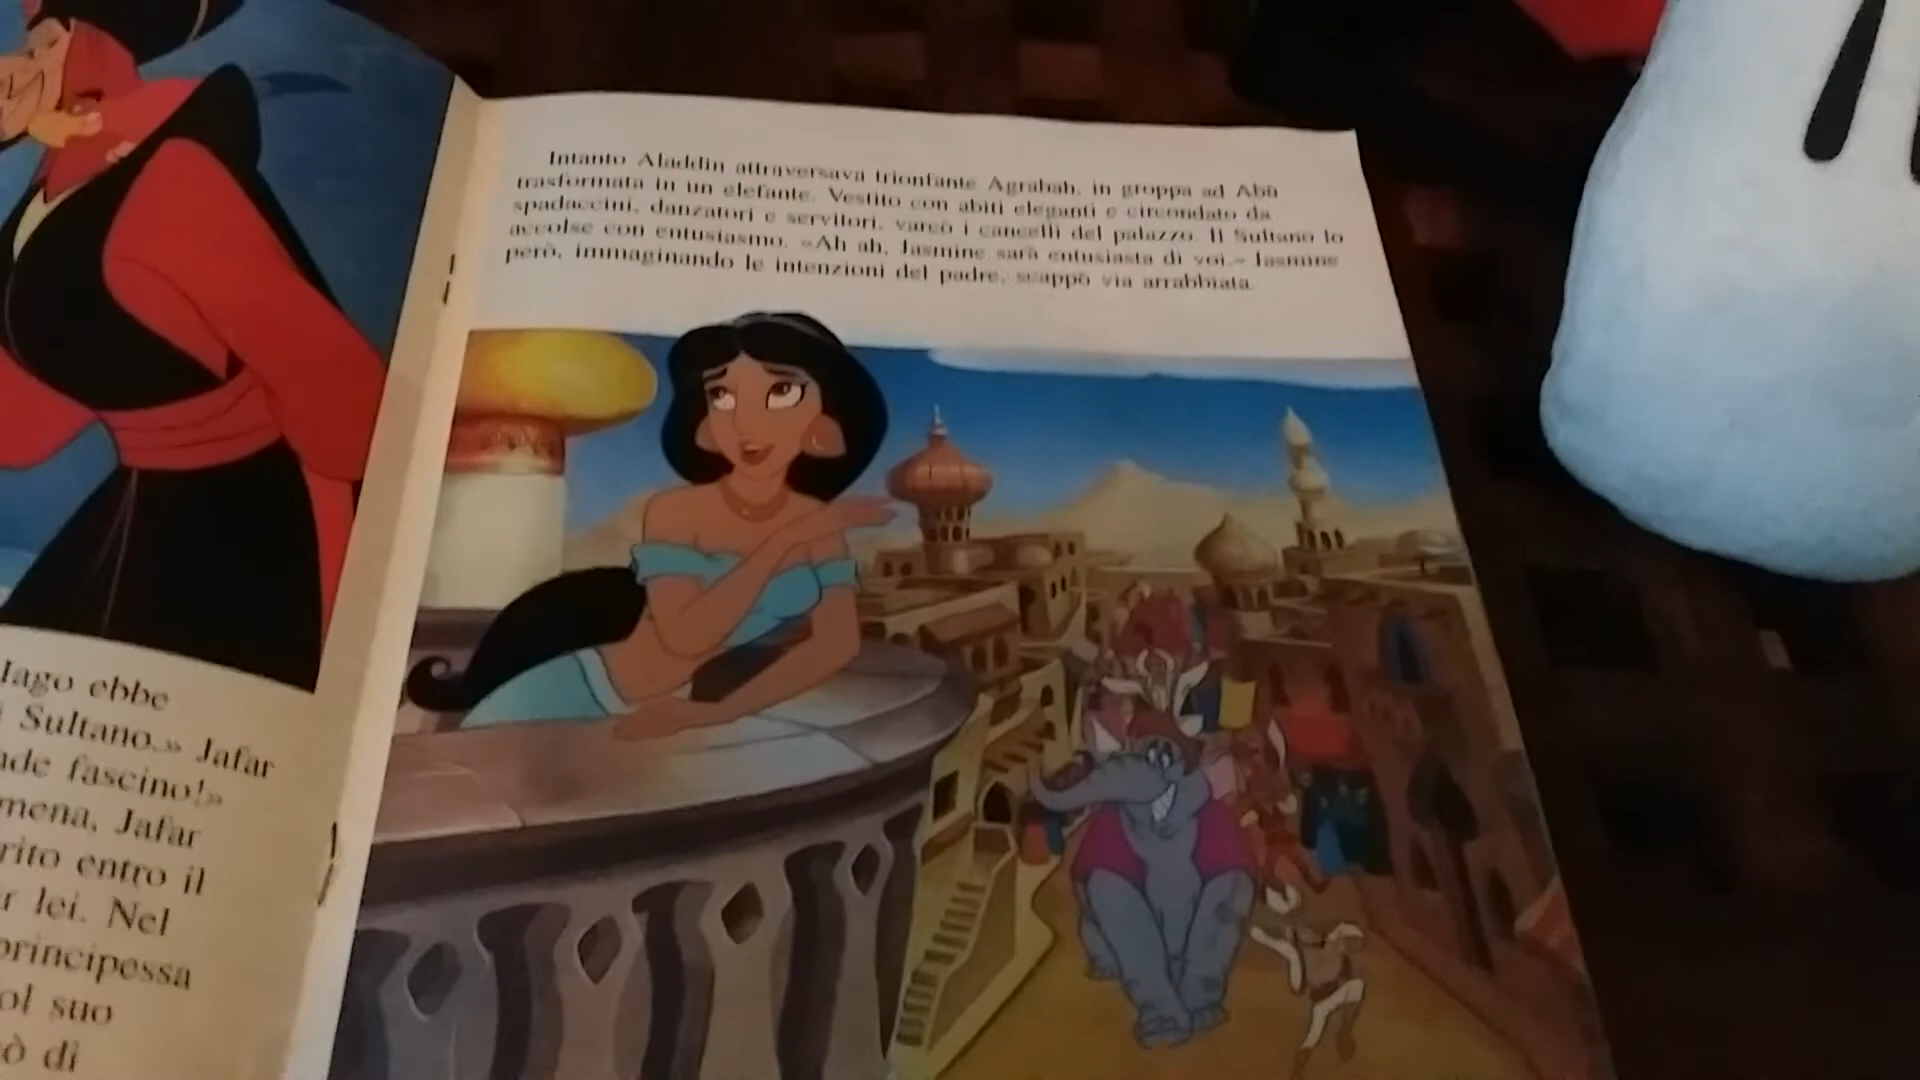 Iago ebbe
i Sultano.» Jafar
nde fascino!»
mena, Jafar
rito entro il
r lei. Nel
principessa
ol suo
ò di
Intanto Aladdin attraversava trionfante Agrabah, in groppa ad Abù
trasformata in un elefante. Vestito con abiti eleganti e circondato da
spadaccini, danzatori e servitori, varcò i cancelli del palazzo. Il Sultano lo
accolse con entusiasmo. «Ah ah, Jasmine sarà entusiasta di voi.» Jasmine
però, immaginando le intenzioni del padre, scappò via arrabbiata.